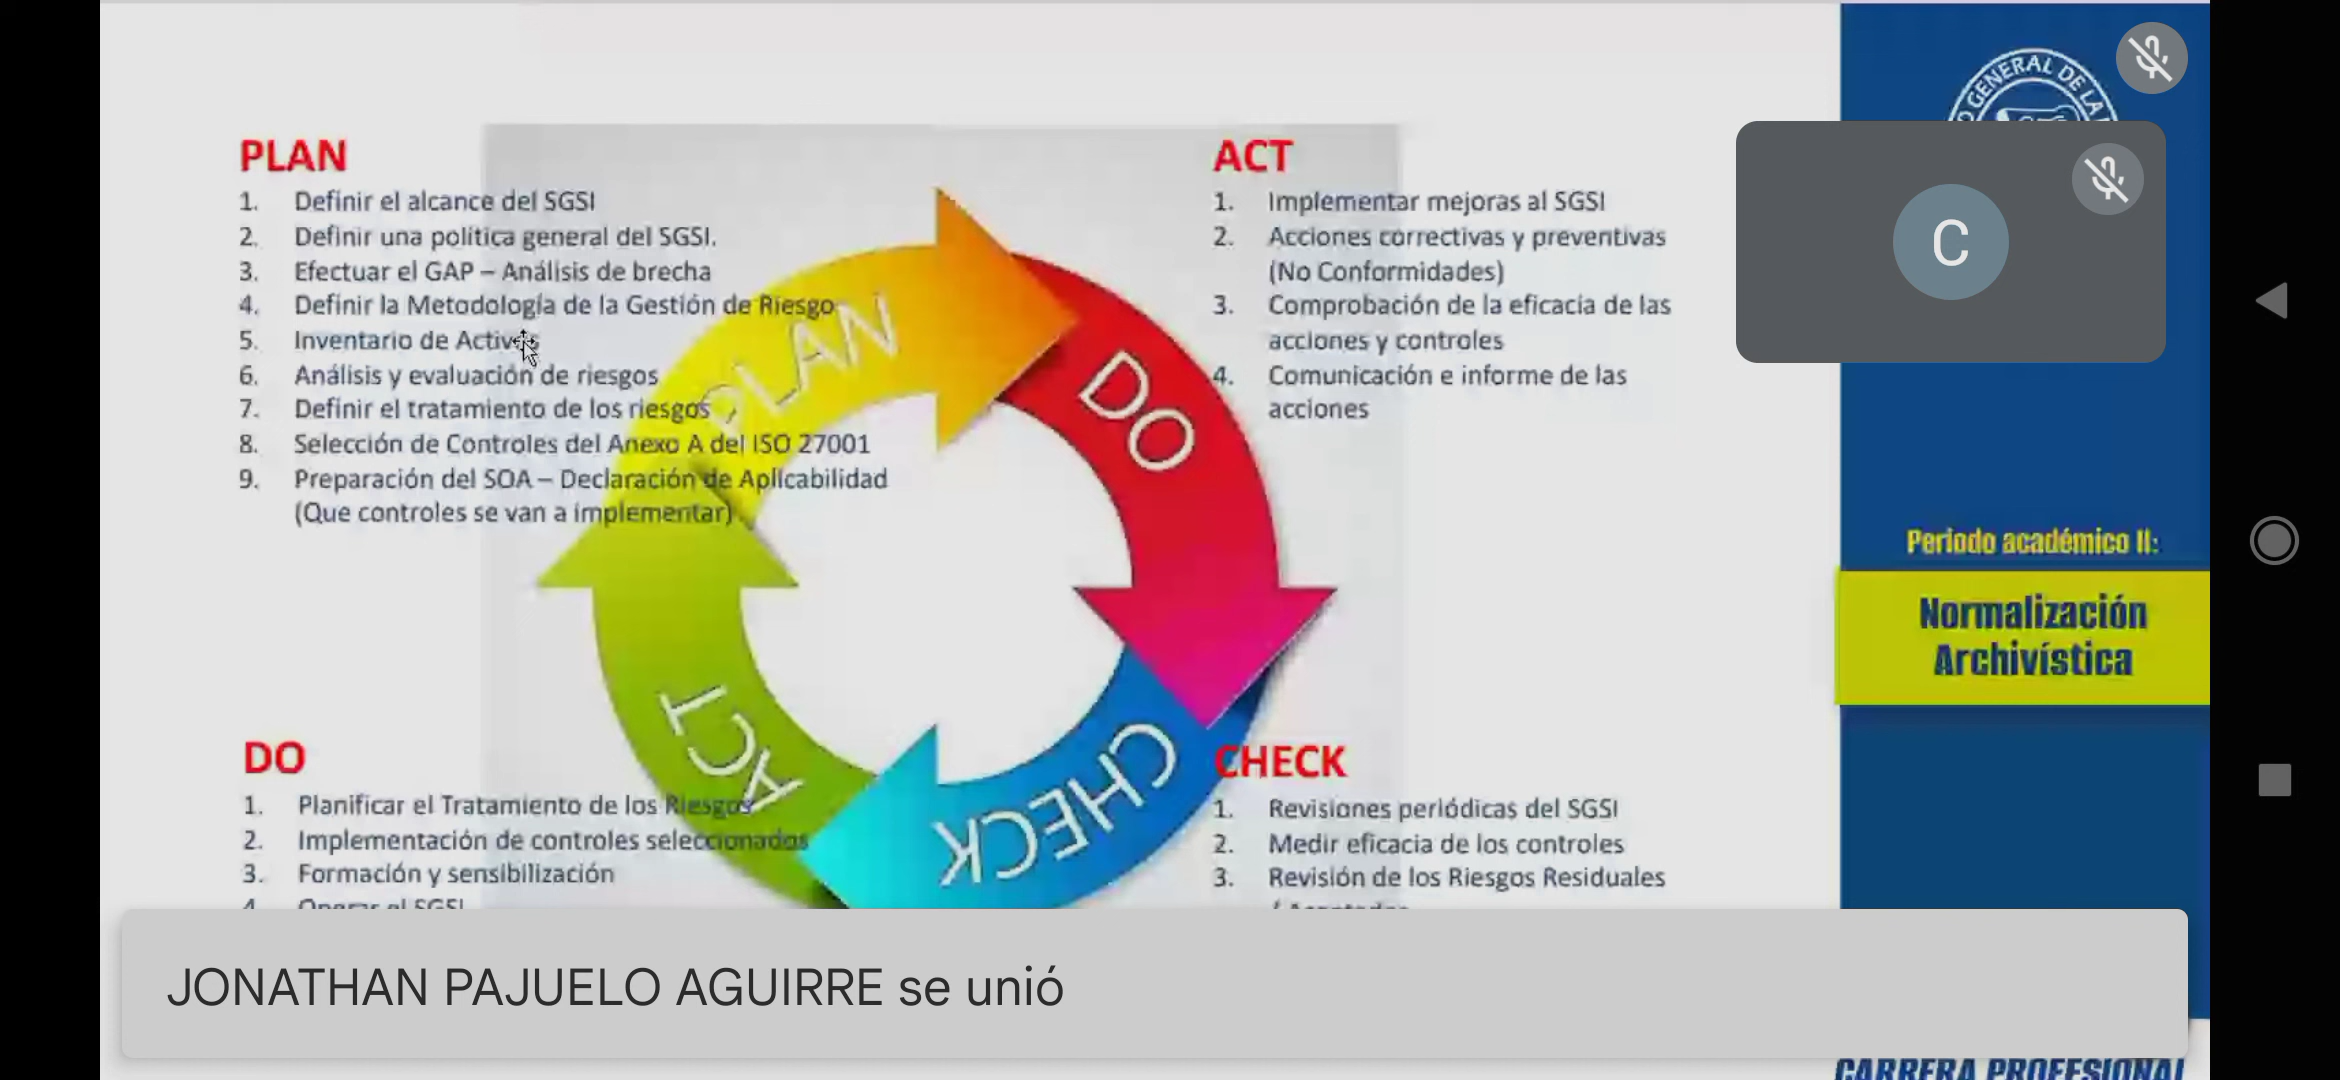 PLAN
1. Definir el alcance del SGSI
2. Definir una política general del SGSI.
3. Efectuar el GAP – Análisis de brecha
4. Definir la Metodología de la Gestión de Riesgo
5. Inventario de
6. Análisis y evaluación de riesgos
7. Definir el tratamiento de los riesgos
8. Selección de Controles del Anexo A del ISO 27001
9. Preparación del SOA – Declaración de Aplicabilidad
(Que controles se van a implementar)
ACT
1. Implementar mejoras al SGSI
2. Acciones correctivas y preventivas
(No Conformidades)
3. Comprobación de la eficacia de las
acciones y controles
4. Comunicación e informe de las
acciones
PLAN
DO
CHECK
ACT
DO
1. Planificar el Tratamiento de los Riesgos
2. Implementación de controles seleccionados
3. Formación y sensibilización
4. Operar el SGSI
CHECK
1. Revisiones periódicas del SGSI
2. Medir eficacia de los controles
3. Revisión de los Riesgos Residuales
GENERAL DE LA
C
Periodo académico II:
Normalización
Archivística
CARRERA PROFESIONAL
JONATHAN PAJUELO AGUIRRE se unió